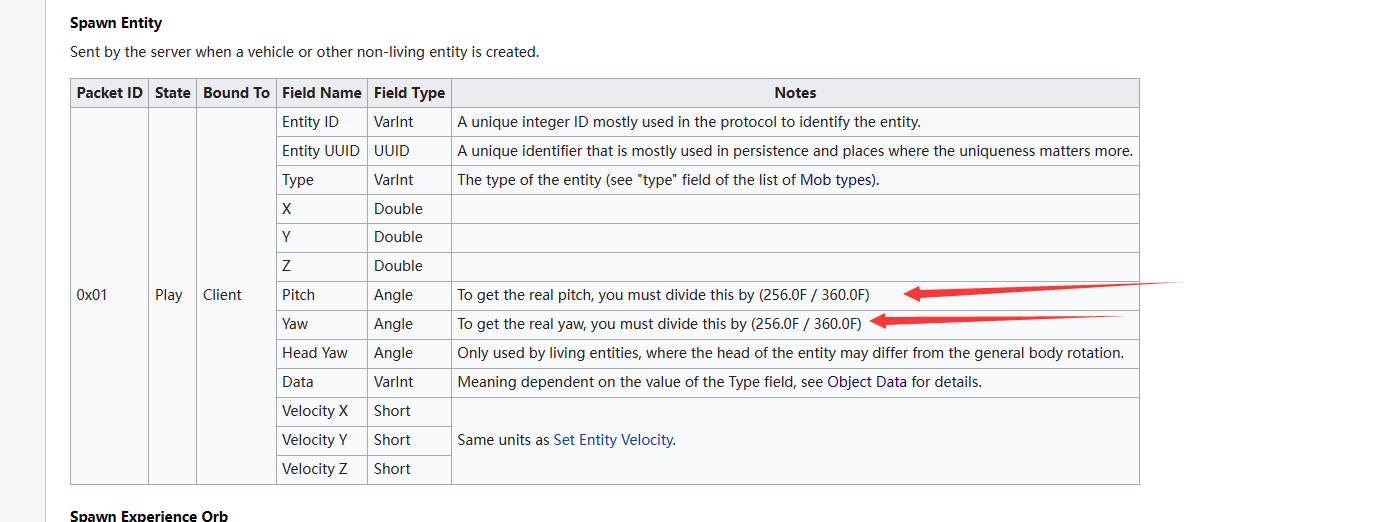 Spawn Entity
Sent by the server when a vehicle or other non-living entity is created.
Packet ID State Bound To Field Name Field Type Notes
Entity ID VarInt A unique integer ID mostly used in the protocol to identify the entity.
Entity UUID UUID A unique identifier that is mostly used in persistence and places where the uniqueness matters more.
Type VarInt The type of the entity (see "type" field of the list of Mob types).
X Double
Y Double
Z Double
0x01 Play Client Pitch Angle To get the real pitch, you must divide this by (256.0F / 360.0F)
Yaw Angle To get the real yaw, you must divide this by (256.0F / 360.0F)
Head Yaw Angle Only used by living entities, where the head of the entity may differ from the general body rotation.
Data VarInt Meaning dependent on the value of the Type field, see Object Data for details.
Velocity X Short
Velocity Y Short Same units as Set Entity Velocity.
Velocity Z Short
Spawn Experience Orb